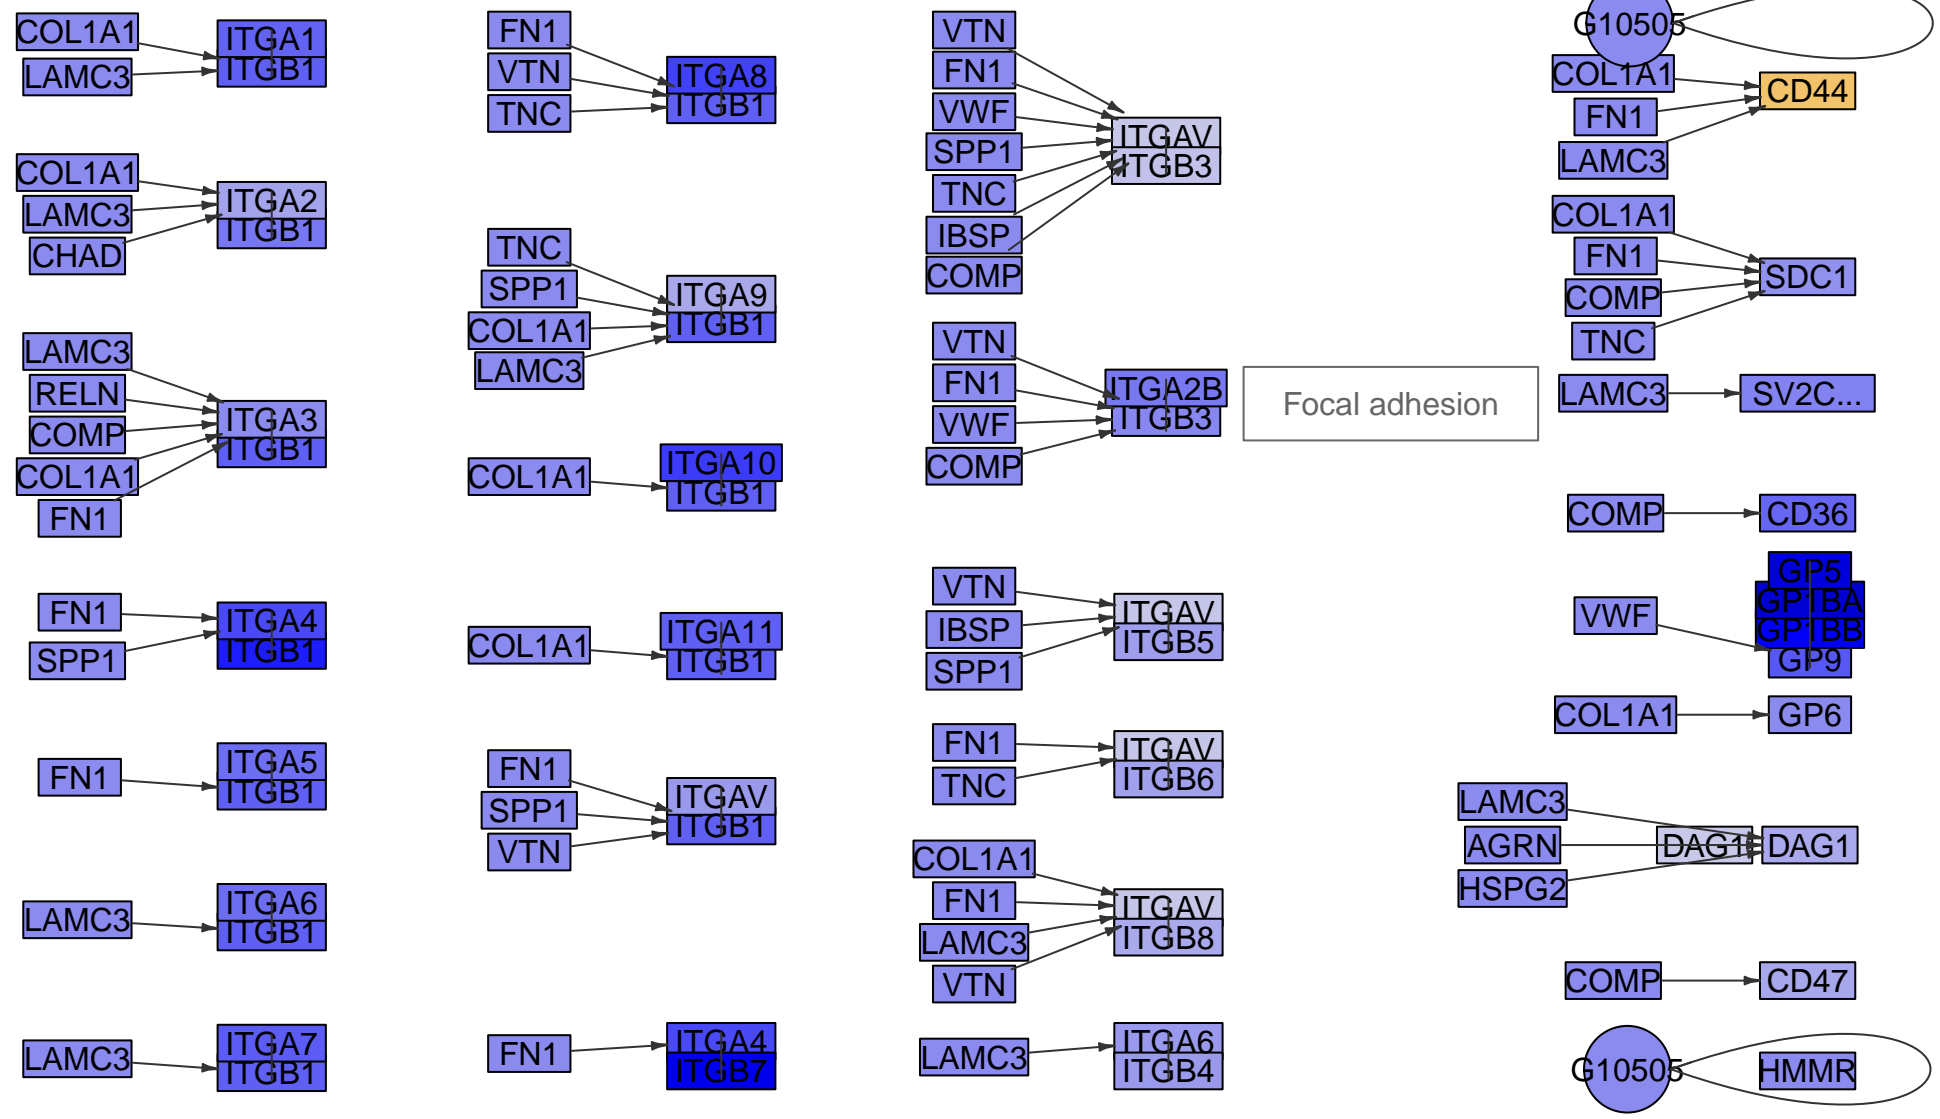 COL1A1
LAMC3
ITGA1
ITGB1
COL1A1
LAMC3
CHAD
ITGA2
ITGB1
LAMC3
RELN
COMP
COL1A1
FN1
ITGA3
ITGB1
FN1
SPP1
ITGA4
ITGB1
FN1
ITGA5
ITGB1
LAMC3
ITGA6
ITGB1
LAMC3
ITGA7
ITGB1
FN1
VTN
TNC
ITGA8
ITGB1
TNC
SPP1
COL1A1
LAMC3
ITGA9
ITGB1
COL1A1
ITGA10
ITGB1
COL1A1
ITGA11
ITGB1
FN1
SPP1
VTN
ITGAV
ITGB1
FN1
ITGA4
ITGB7
VTN
FN1
VWF
SPP1
TNC
IBSP
COMP
ITGAV
ITGB3
VTN
FN1
VWF
COMP
ITGA2B
ITGB3
Focal adhesion
VTN
IBSP
SPP1
ITGAV
ITGB5
FN1
TNC
ITGAV
ITGB6
COL1A1
FN1
LAMC3
VTN
ITGAV
ITGB8
LAMC3
ITGA6
ITGB4
G10505
COL1A1
FN1
LAMC3
CD44
COL1A1
FN1
COMP
TNC
SDC1
LAMC3
SV2C...
COMP
CD36
VWF
GP5
GP1BA
GP1BB
GP9
COL1A1
GP6
LAMC3
AGRN
HSPG2
DAG1
DAG1
COMP
CD47
G10505
HMMR